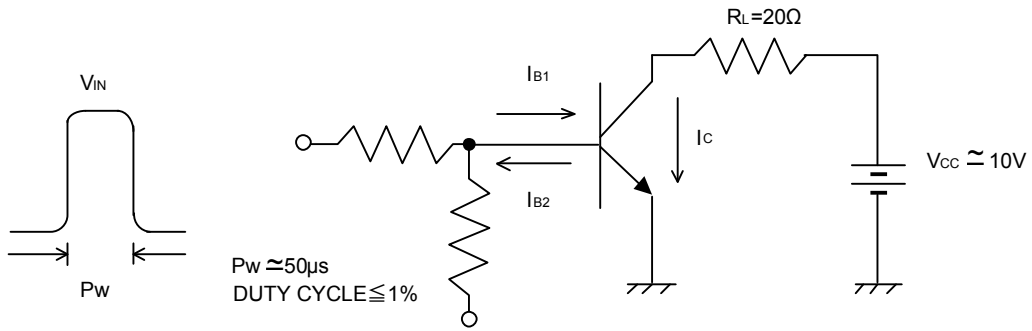 RL=20Ω
VIN
IB1
IC
VCC ≃ 10V
IB2
Pw ≃50μs
Pw
DUTY CYCLE≦1%